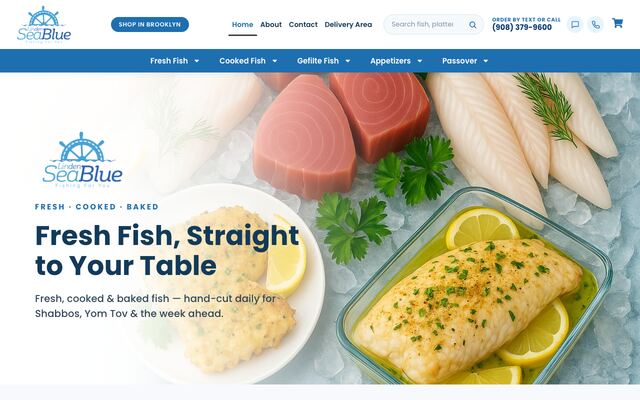 Linden
SeaBlue
Fishing For You
SHOP IN BROOKLYN
Home
About
Contact
Delivery Area
Search fish, platter
ORDER BY TEXT OR CALL
(908) 379-9600
Fresh Fish
Cooked Fish
Gefilte Fish
Appetizers
Passover
Linden
SeaBlue
Fishing For You
FRESH · COOKED · BAKED
Fresh Fish, Straight
to Your Table
Fresh, cooked & baked fish — hand-cut daily for
Shabbos, Yom Tov & the week ahead.